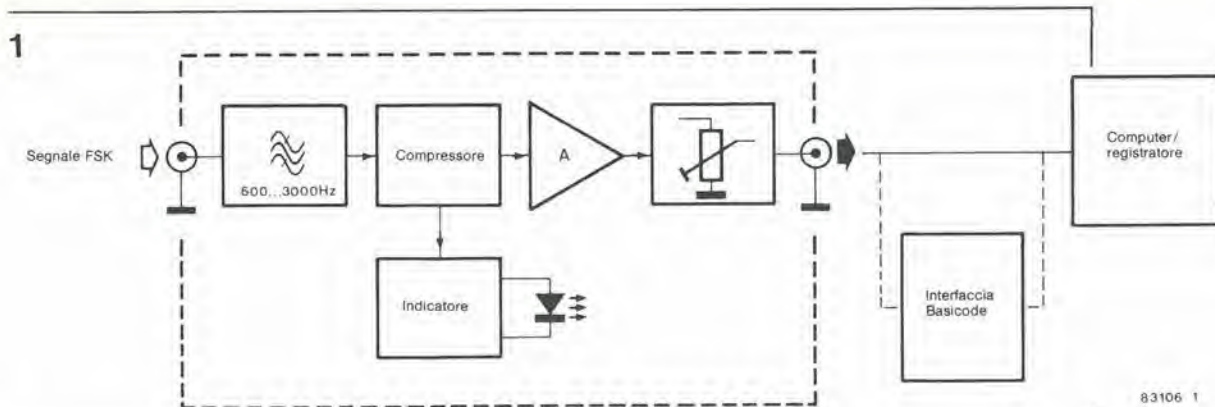 1
Segnale FSK
600...3000Hz
Compressore
A
Indicatore
Computer/
registratore
Interfaccia
Basicode
83106 1